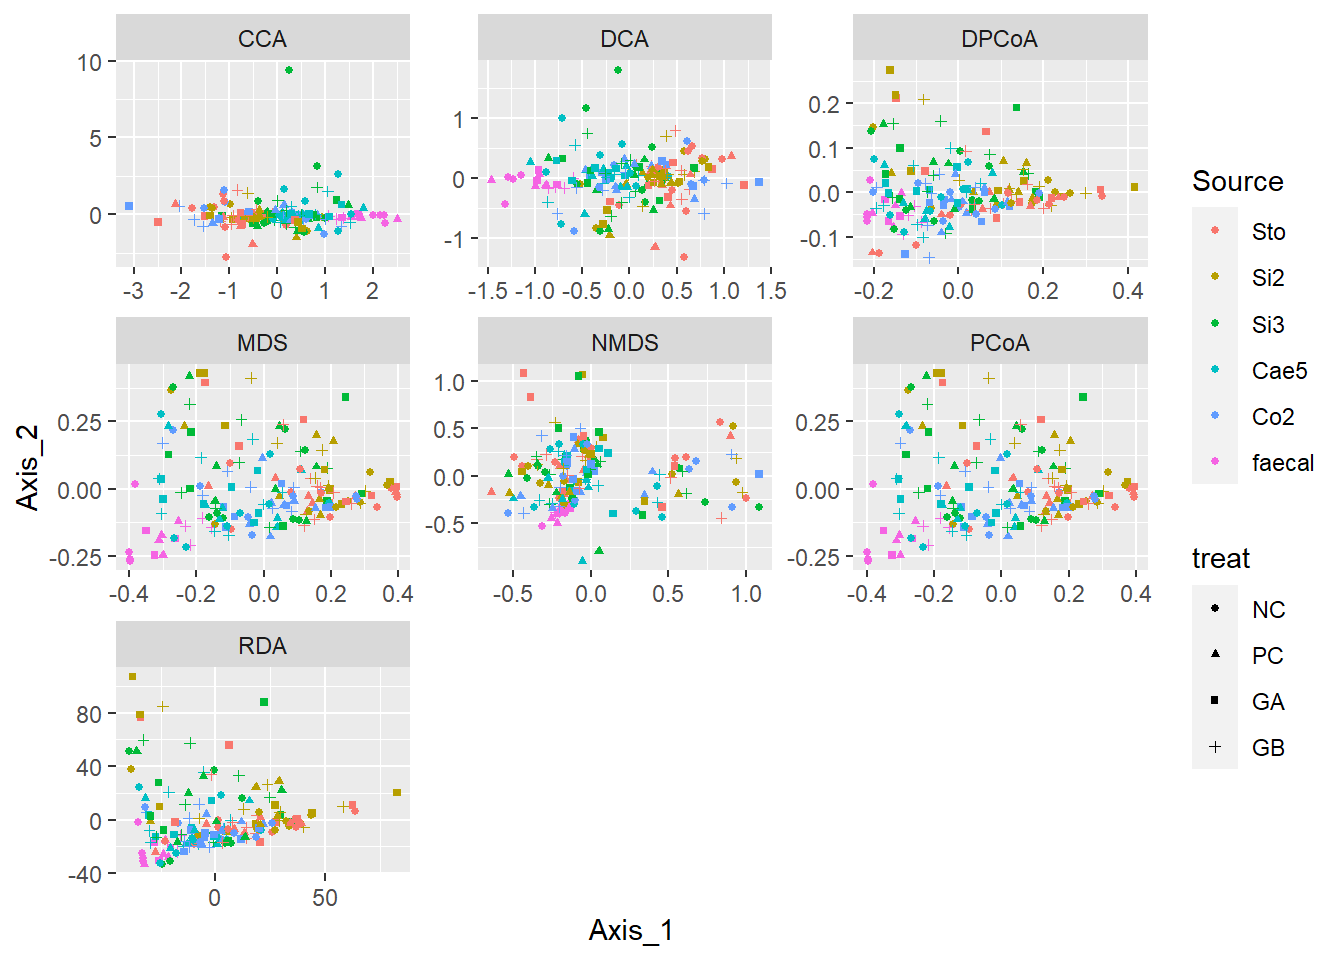 CCA
DCA
DPCoA
10
5
0
-3 -2 -1 0 1 2
1
0
-1
-1.5 -1.0 -0.5 0.0 0.5 1.0 1.5
0.2
0.1
0.0
-0.1
-0.2 0.0 0.2 0.4
MDS
NMDS
PCoA
0.25
0.00
-0.25
-0.4 -0.2 0.0 0.2 0.4
1.0
0.5
0.0
-0.5
-0.5 0.0 0.5 1.0
0.25
0.00
-0.25
-0.4 -0.2 0.0 0.2 0.4
RDA
80
40
0
-40
0 50
Axis_2
Axis_1
Source
Sto
Si2
Si3
Cae5
Co2
faecal
treat
NC
PC
GA
GB